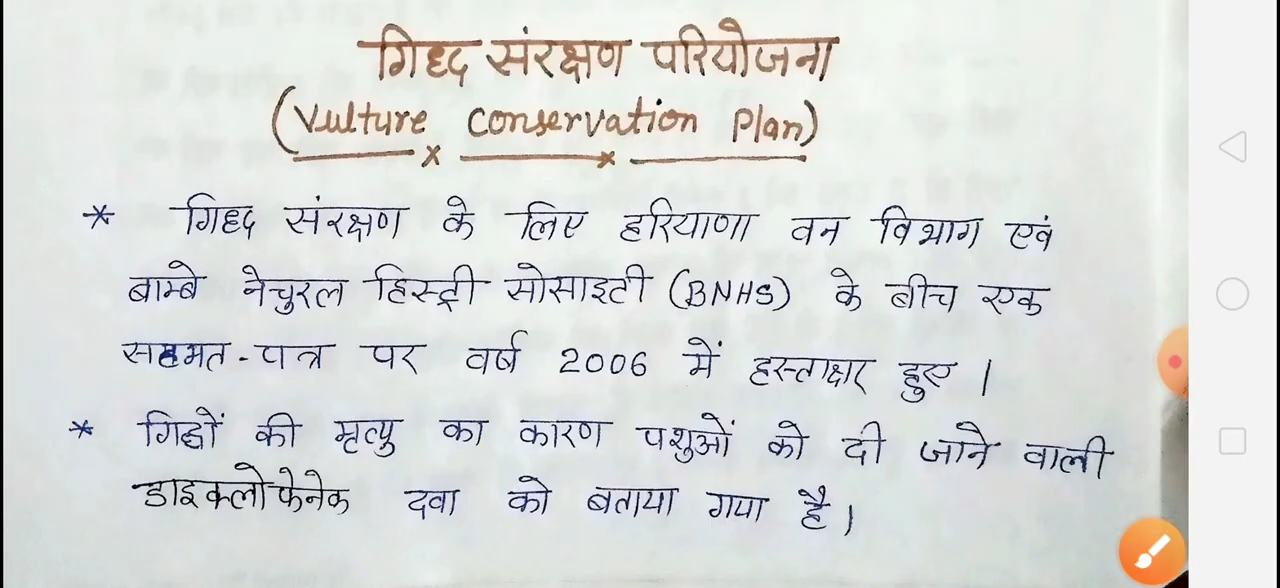 गिध्द संरक्षण परियोजना
(Vulture Conservation Plan)
* गिध्द संरक्षण के लिए हरियाणा वन विभाग एवं
बाम्बे नेचुरल हिस्ट्री सोसाइटी (BNHS) के बीच एक
सहमत-पत्र पर वर्ष 2006 में हस्ताक्षर हुए।
* गिद्धों की मृत्यु का कारण पशुओं को दी जाने वाली
डाइक्लोफेनेक दवा को बताया गया है।